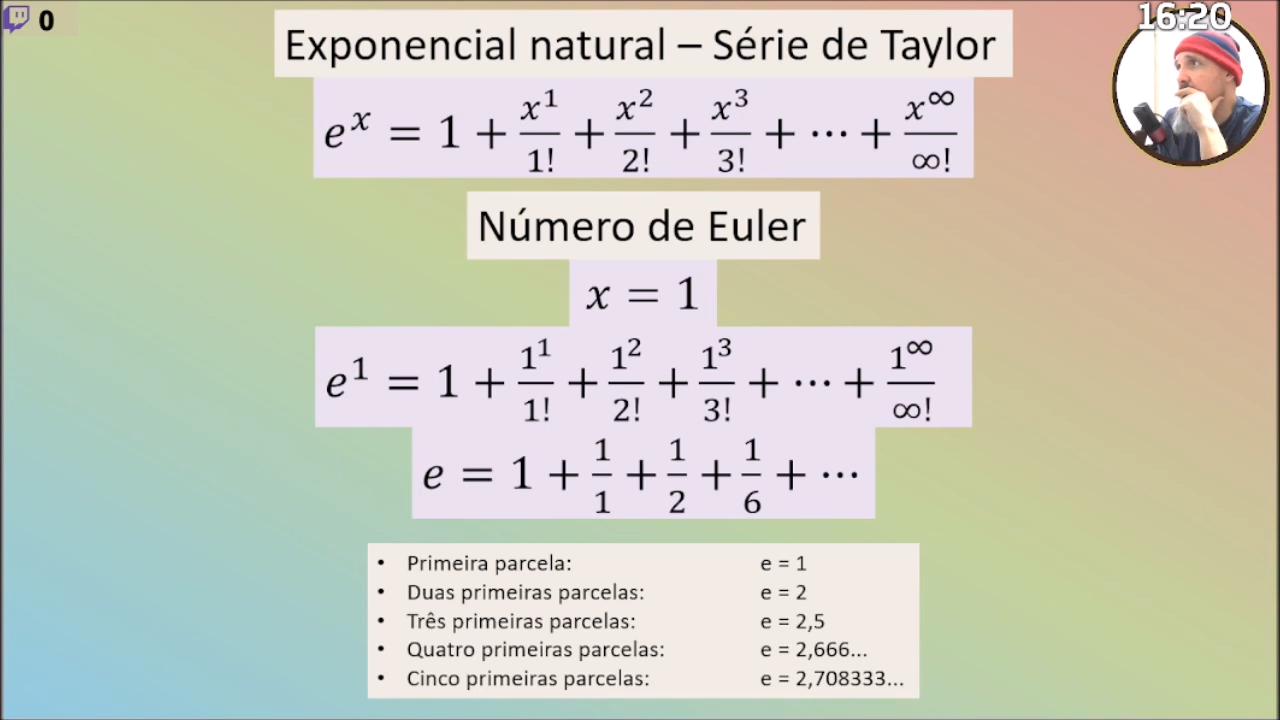 0
16:20
Exponencial natural – Série de Taylor
e^x = 1 + x^1/1! + x^2/2! + x^3/3! + ⋯ + x^∞/∞!
Número de Euler
x = 1
e^1 = 1 + 1^1/1! + 1^2/2! + 1^3/3! + ⋯ + 1^∞/∞!
e = 1 + 1/1 + 1/2 + 1/6 + ⋯
• Primeira parcela: e = 1
• Duas primeiras parcelas: e = 2
• Três primeiras parcelas: e = 2,5
• Quatro primeiras parcelas: e = 2,666...
• Cinco primeiras parcelas: e = 2,708333...